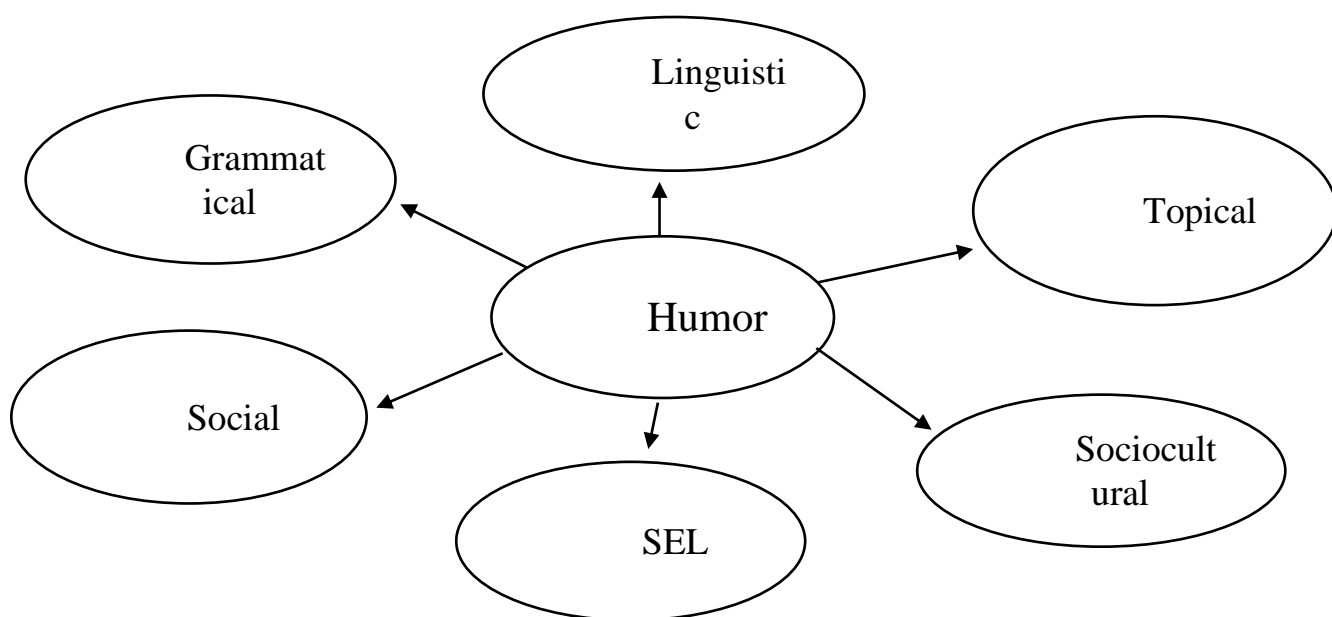 Linguisti
c
Grammat
ical
Topical
Humor
Social
Sociocult
ural
SEL